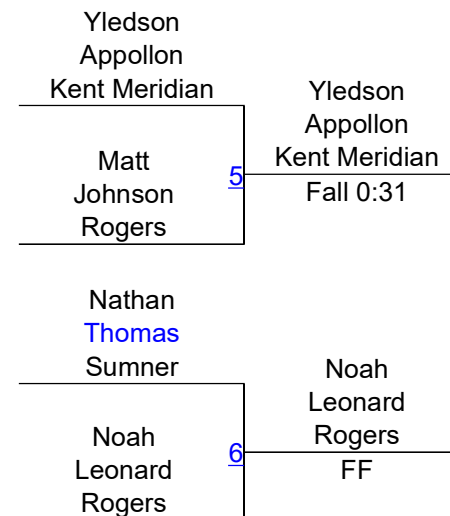 Yledson
Appollon
Kent Meridian
Matt
Johnson
Rogers
5
Yledson
Appollon
Kent Meridian
Fall 0:31
Nathan
Thomas
Sumner
Noah
Leonard
Rogers
6
Noah
Leonard
Rogers
FF